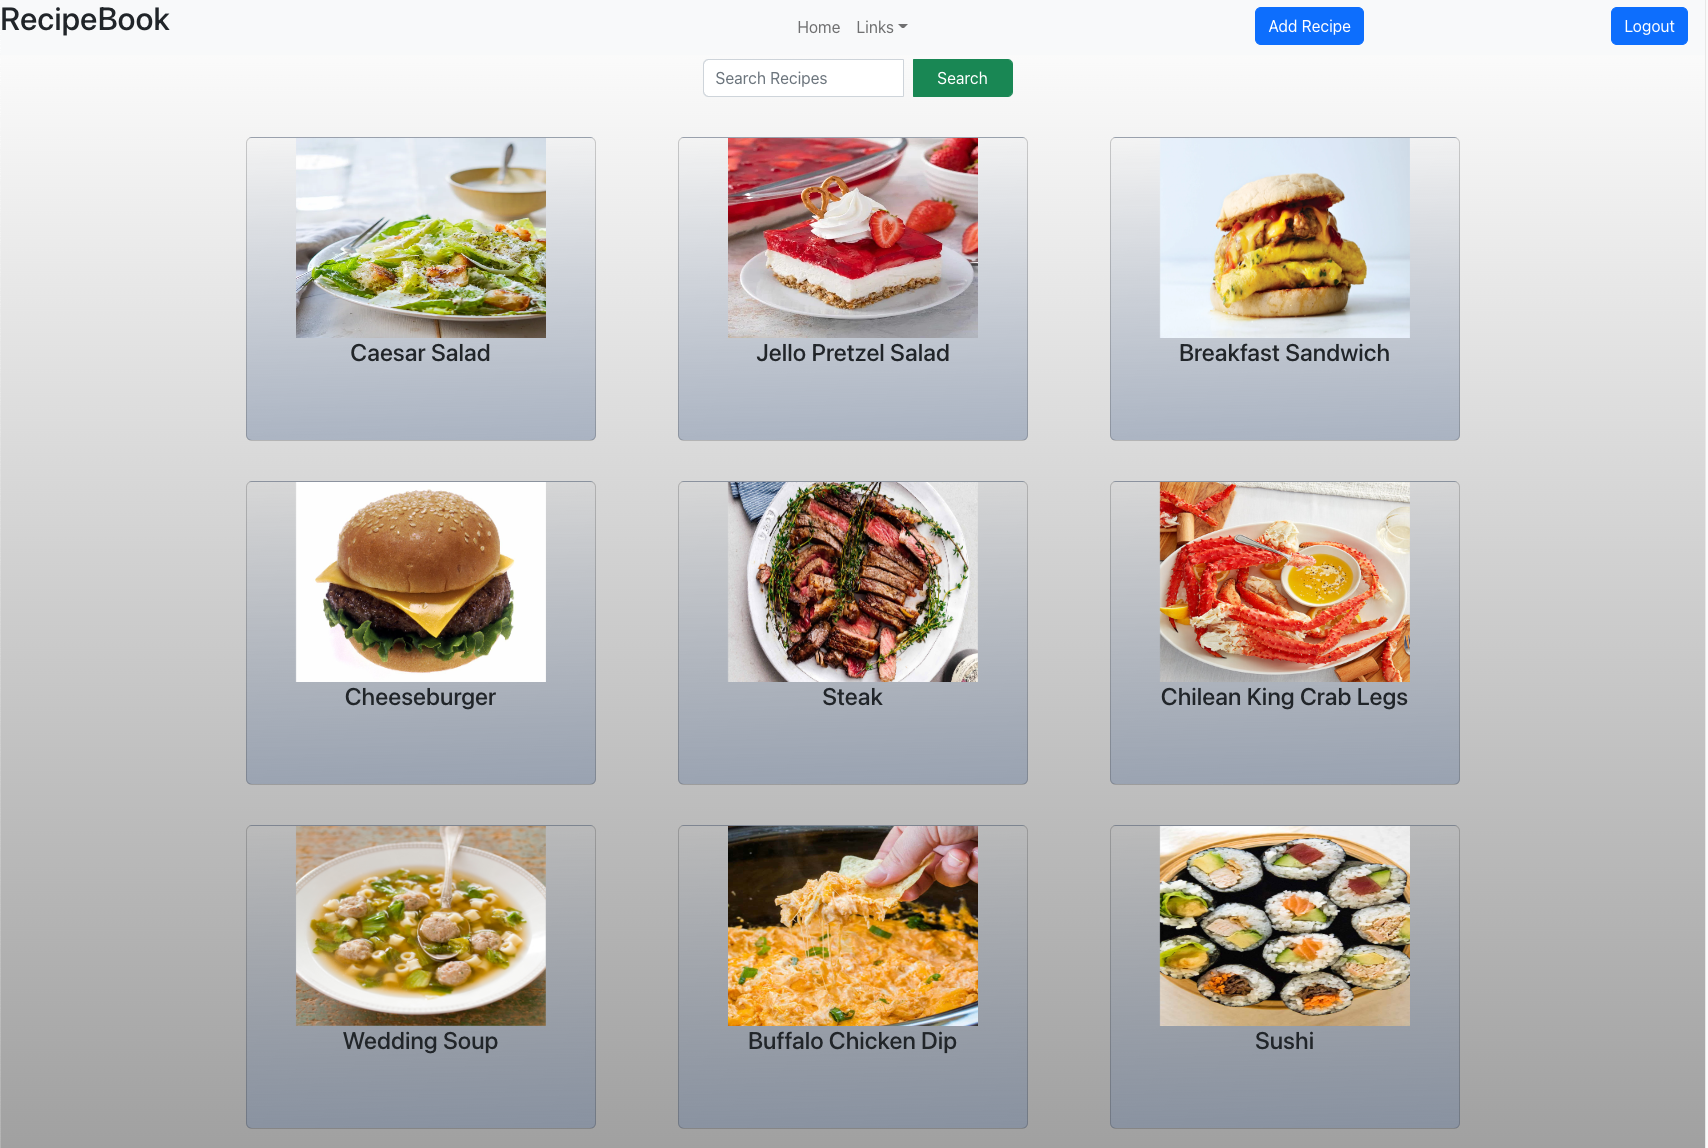 RecipeBook
Home
Links
Add Recipe
Logout
Search Recipes
Search
Caesar Salad
Jello Pretzel Salad
Breakfast Sandwich
Cheeseburger
Steak
Chilean King Crab Legs
Wedding Soup
Buffalo Chicken Dip
Sushi